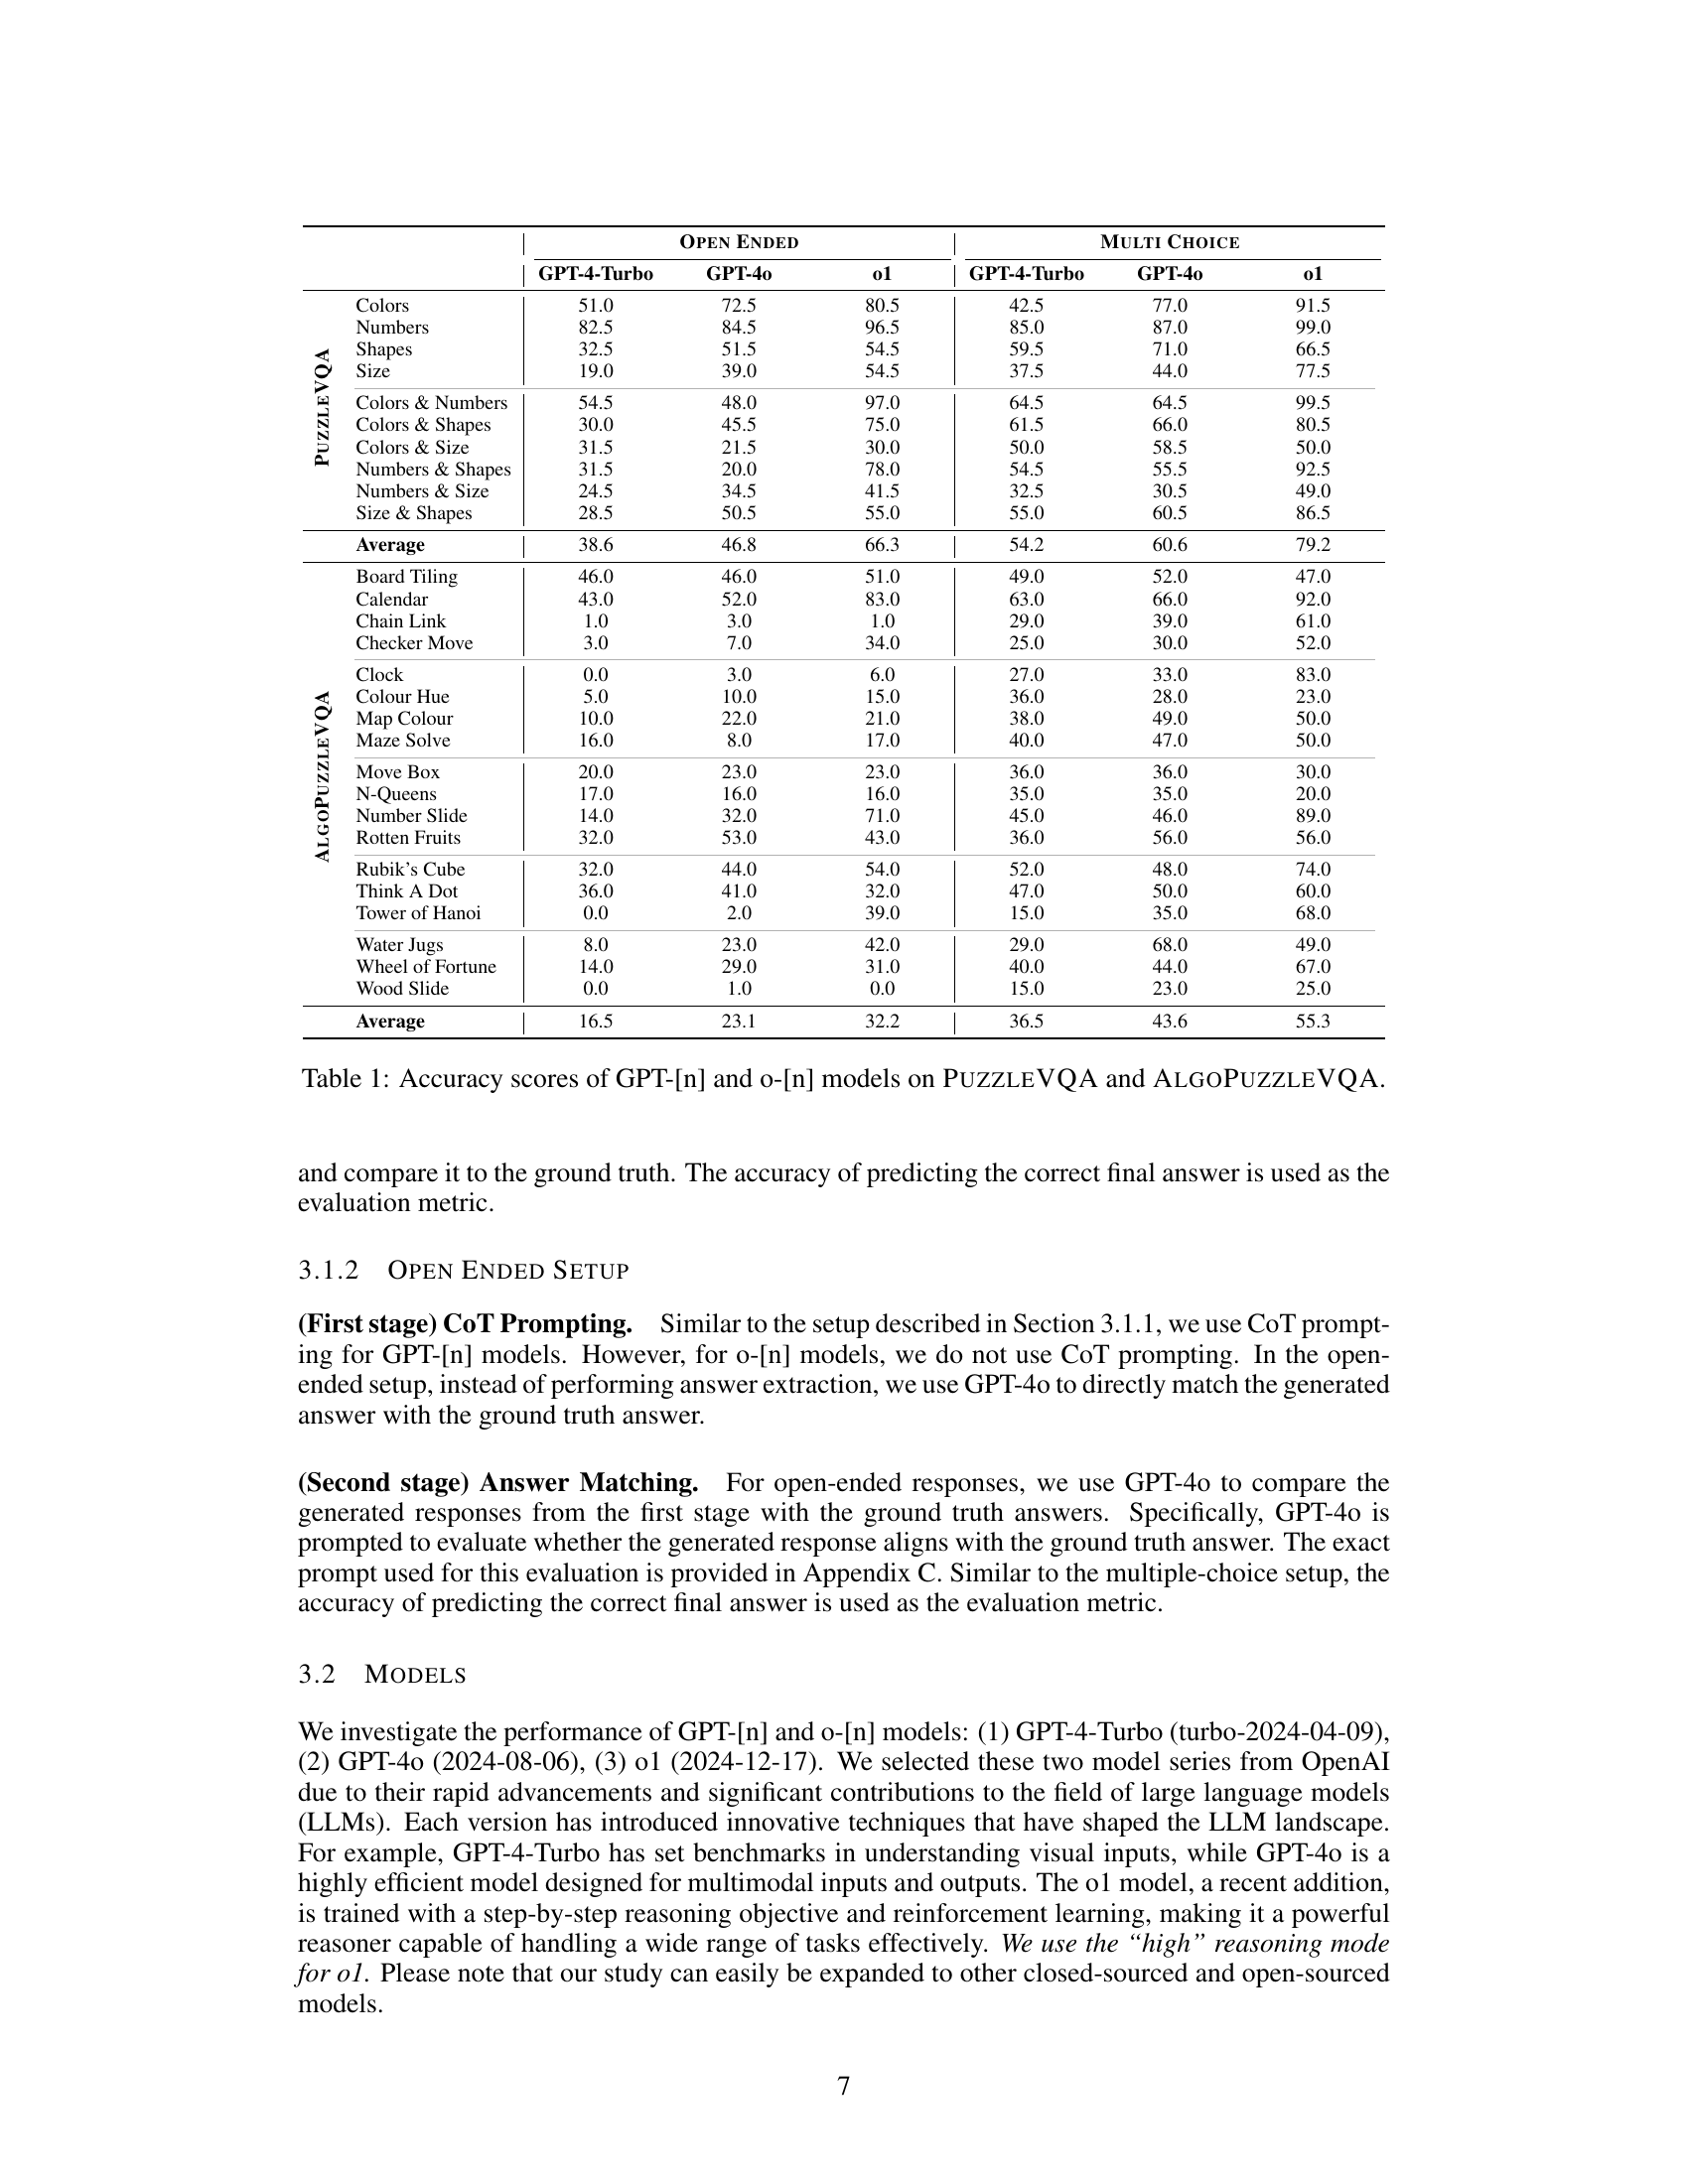 OPEN ENDED MULTI CHOICE
GPT-4-Turbo GPT-4o o1 GPT-4-Turbo GPT-4o o1
PUZZLEVQA
Colors 51.0 72.5 80.5 42.5 77.0 91.5
Numbers 82.5 84.5 96.5 85.0 87.0 99.0
Shapes 32.5 51.5 54.5 59.5 71.0 66.5
Size 19.0 39.0 54.5 37.5 44.0 77.5
Colors & Numbers 54.5 48.0 97.0 64.5 64.5 99.5
Colors & Shapes 30.0 45.5 75.0 61.5 66.0 80.5
Colors & Size 31.5 21.5 30.0 50.0 58.5 50.0
Numbers & Shapes 31.5 20.0 78.0 54.5 55.5 92.5
Numbers & Size 24.5 34.5 41.5 32.5 30.5 49.0
Size & Shapes 28.5 50.5 55.0 55.0 60.5 86.5
Average 38.6 46.8 66.3 54.2 60.6 79.2
ALGOPUZZLEVQA
Board Tiling 46.0 46.0 51.0 49.0 52.0 47.0
Calendar 43.0 52.0 83.0 63.0 66.0 92.0
Chain Link 1.0 3.0 1.0 29.0 39.0 61.0
Checker Move 3.0 7.0 34.0 25.0 30.0 52.0
Clock 0.0 3.0 6.0 27.0 33.0 83.0
Colour Hue 5.0 10.0 15.0 36.0 28.0 23.0
Map Colour 10.0 22.0 21.0 38.0 49.0 50.0
Maze Solve 16.0 8.0 17.0 40.0 47.0 50.0
Move Box 20.0 23.0 23.0 36.0 36.0 30.0
N-Queens 17.0 16.0 16.0 35.0 35.0 20.0
Number Slide 14.0 32.0 71.0 45.0 46.0 89.0
Rotten Fruits 32.0 53.0 43.0 36.0 56.0 56.0
Rubik's Cube 32.0 44.0 54.0 52.0 48.0 74.0
Think A Dot 36.0 41.0 32.0 47.0 50.0 60.0
Tower of Hanoi 0.0 2.0 39.0 15.0 35.0 68.0
Water Jugs 8.0 23.0 42.0 29.0 68.0 49.0
Wheel of Fortune 14.0 29.0 31.0 40.0 44.0 67.0
Wood Slide 0.0 1.0 0.0 15.0 23.0 25.0
Average 16.5 23.1 32.2 36.5 43.6 55.3
Table 1: Accuracy scores of GPT-[n] and o-[n] models on PUZZLEVQA and ALGOPUZZLEVQA.
and compare it to the ground truth. The accuracy of predicting the correct final answer is used as the
evaluation metric.
3.1.2 OPEN ENDED SETUP
(First stage) CoT Prompting. Similar to the setup described in Section 3.1.1, we use CoT prompt-
ing for GPT-[n] models. However, for o-[n] models, we do not use CoT prompting. In the open-
ended setup, instead of performing answer extraction, we use GPT-4o to directly match the generated
answer with the ground truth answer.
(Second stage) Answer Matching. For open-ended responses, we use GPT-4o to compare the
generated responses from the first stage with the ground truth answers. Specifically, GPT-4o is
prompted to evaluate whether the generated response aligns with the ground truth answer. The exact
prompt used for this evaluation is provided in Appendix C. Similar to the multiple-choice setup, the
accuracy of predicting the correct final answer is used as the evaluation metric.
3.2 MODELS
We investigate the performance of GPT-[n] and o-[n] models: (1) GPT-4-Turbo (turbo-2024-04-09),
(2) GPT-4o (2024-08-06), (3) o1 (2024-12-17). We selected these two model series from OpenAI
due to their rapid advancements and significant contributions to the field of large language models
(LLMs). Each version has introduced innovative techniques that have shaped the LLM landscape.
For example, GPT-4-Turbo has set benchmarks in understanding visual inputs, while GPT-4o is a
highly efficient model designed for multimodal inputs and outputs. The o1 model, a recent addition,
is trained with a step-by-step reasoning objective and reinforcement learning, making it a powerful
reasoner capable of handling a wide range of tasks effectively. We use the “high” reasoning mode
for o1. Please note that our study can easily be expanded to other closed-sourced and open-sourced
models.
7